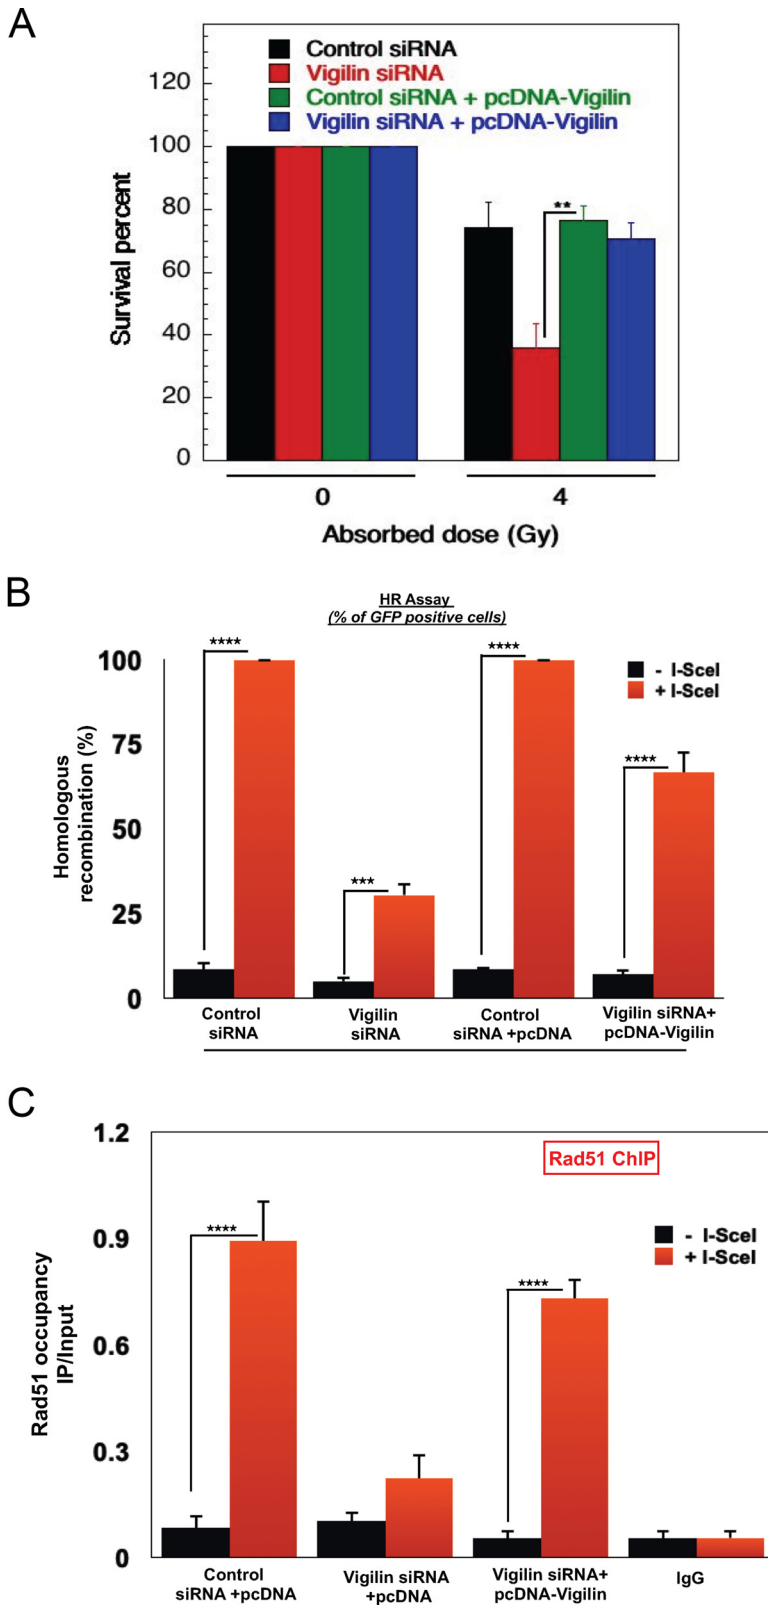 A
Control siRNA
Vigilin siRNA
Control siRNA + pcDNA-Vigilin
Vigilin siRNA + pcDNA-Vigilin
120
100
80
60
40
20
0
Survival percent
**
0
4
Absorbed dose (Gy)
B
HR Assay
(% of GFP positive cells)
100
75
50
25
0
Homologous
recombination (%)
- I-SceI
+ I-SceI
****
***
****
****
Control
siRNA
Vigilin
siRNA
Control
siRNA +pcDNA
Vigilin siRNA+
pcDNA-Vigilin
C
1.2
0.9
0.6
0.3
0
Rad51 occupancy
IP/Input
Rad51 ChIP
- I-SceI
+ I-SceI
****
****
Control
siRNA +pcDNA
Vigilin siRNA
+pcDNA
Vigilin siRNA+
pcDNA-Vigilin
IgG